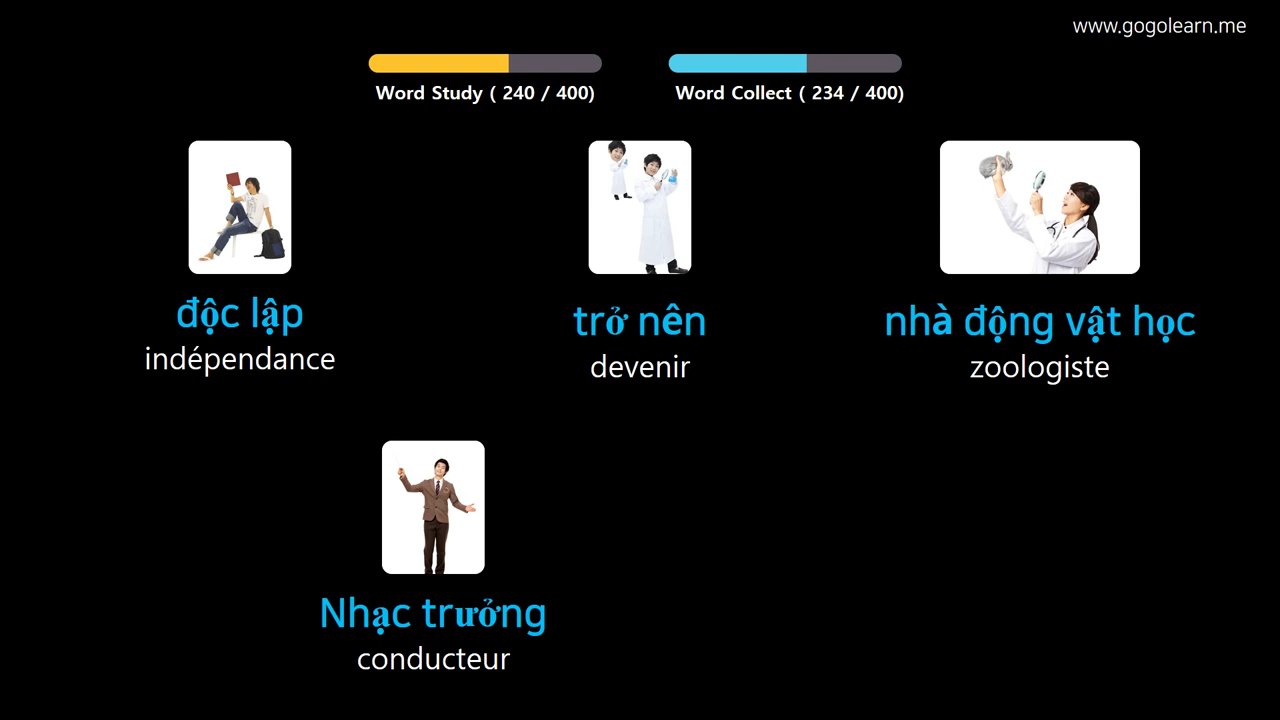 www.gogolearn.me
Word Study ( 240 / 400)
Word Collect ( 234 / 400)
độc lập
indépendance
trở nên
devenir
nhà động vật học
zoologiste
Nhạc trưởng
conducteur